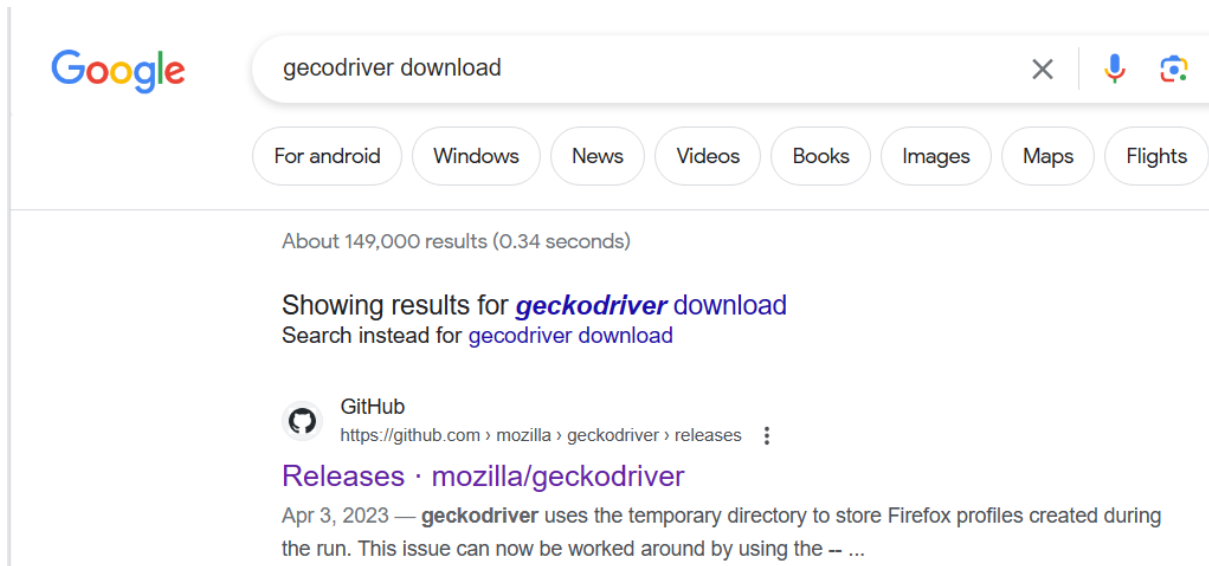 Google
gecodriver download
For android Windows News Videos Books Images Maps Flights
About 149,000 results (0.34 seconds)
Showing results for geckodriver download
Search instead for gecodriver download
GitHub
https://github.com › mozilla › geckodriver › releases
Releases · mozilla/geckodriver
Apr 3, 2023 — geckodriver uses the temporary directory to store Firefox profiles created during
the run. This issue can now be worked around by using the -- ...